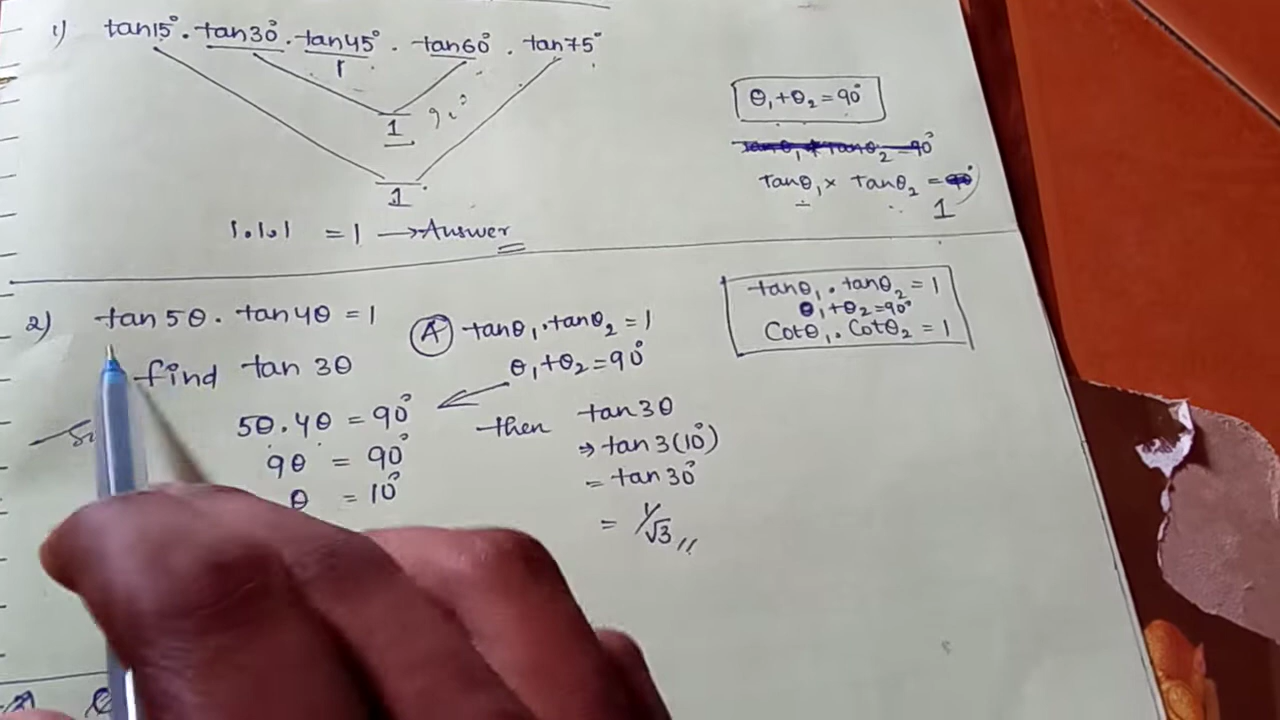 1) tan15°. tan30°. tan45°. tan60°. tan75°
1
1
90°
1
1.1.1 = 1 → Answer
θ₁+θ₂ = 90°
tanθ₁ + tanθ₂ = 90°
tanθ₁ × tanθ₂ =
1
2) tan5θ. tan4θ = 1
find tan 3θ
5θ.4θ = 90°
9θ = 90°
θ = 10°
A tanθ₁.tanθ₂ = 1
θ₁+θ₂ = 90°
then tan3θ
⇒ tan3(10°)
= tan30°
= 1/√3 //
tanθ₁.tanθ₂ = 1
θ₁+θ₂ = 90°
Cotθ₁.Cotθ₂ = 1